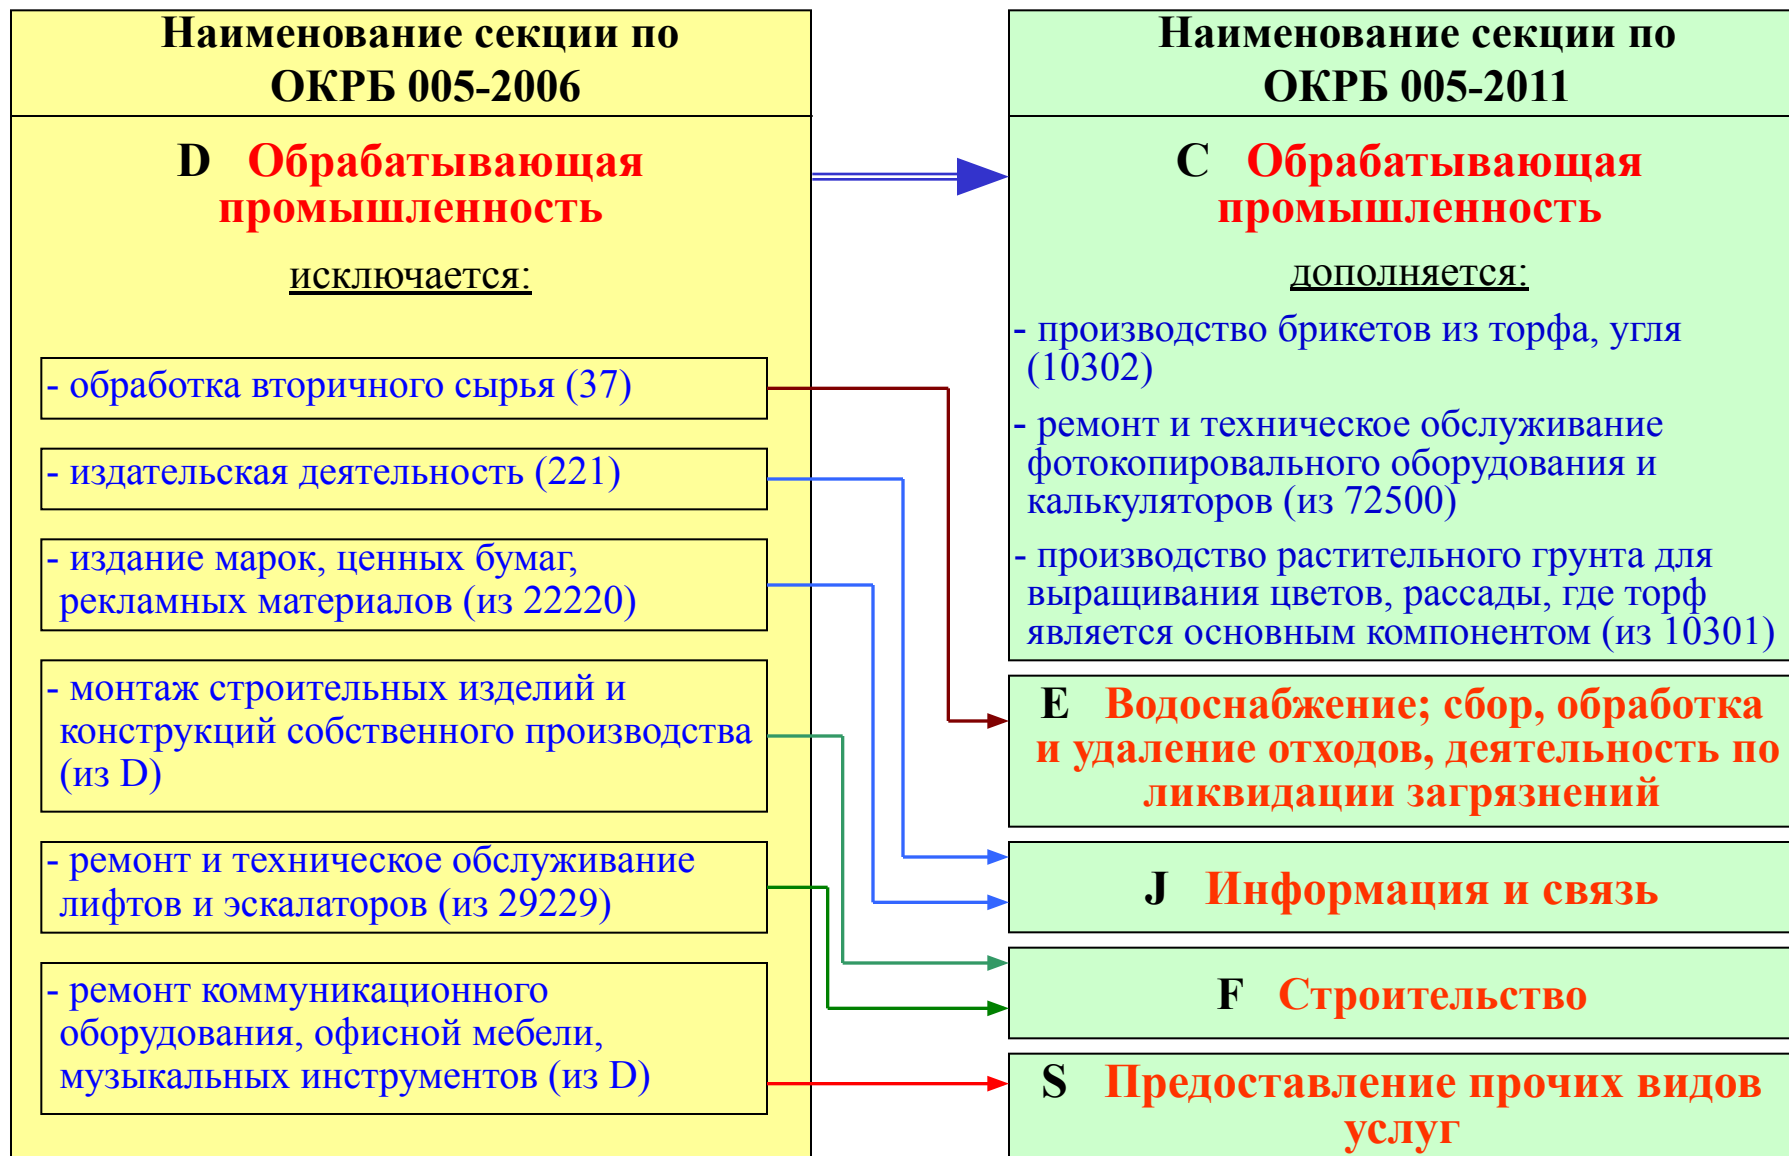 Наименование секции по
ОКРБ 005-2006
D Обрабатывающая
промышленность
исключается:
- обработка вторичного сырья (37)
- издательская деятельность (221)
- издание марок, ценных бумаг,
рекламных материалов (из 22220)
- монтаж строительных изделий и
конструкций собственного производства
(из D)
- ремонт и техническое обслуживание
лифтов и эскалаторов (из 29229)
- ремонт коммуникационного
оборудования, офисной мебели,
музыкальных инструментов (из D)
Наименование секции по
ОКРБ 005-2011
C Обрабатывающая
промышленность
дополняется:
- производство брикетов из торфа, угля
(10302)
- ремонт и техническое обслуживание
фотокопировального оборудования и
калькуляторов (из 72500)
- производство растительного грунта для
выращивания цветов, рассады, где торф
является основным компонентом (из 10301)
E Водоснабжение; сбор, обработка
и удаление отходов, деятельность по
ликвидации загрязнений
J Информация и связь
F Строительство
S Предоставление прочих видов
услуг